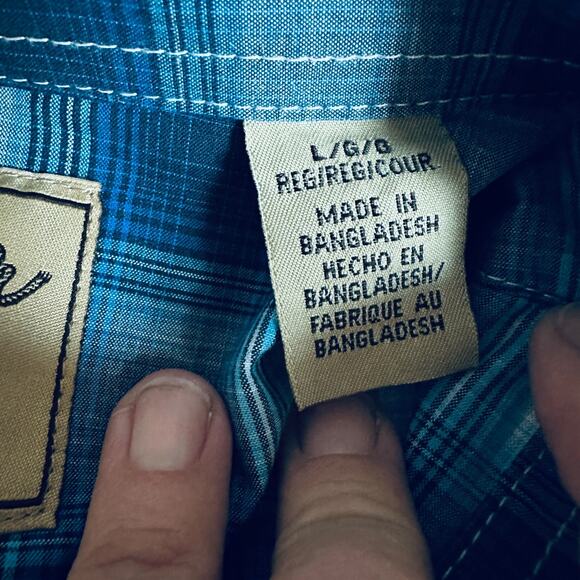 L/G/G
REG/REG/COUR.
MADE IN
BANGLADESH
HECHO EN
BANGLADESH/
FABRIQUE AU
BANGLADESH